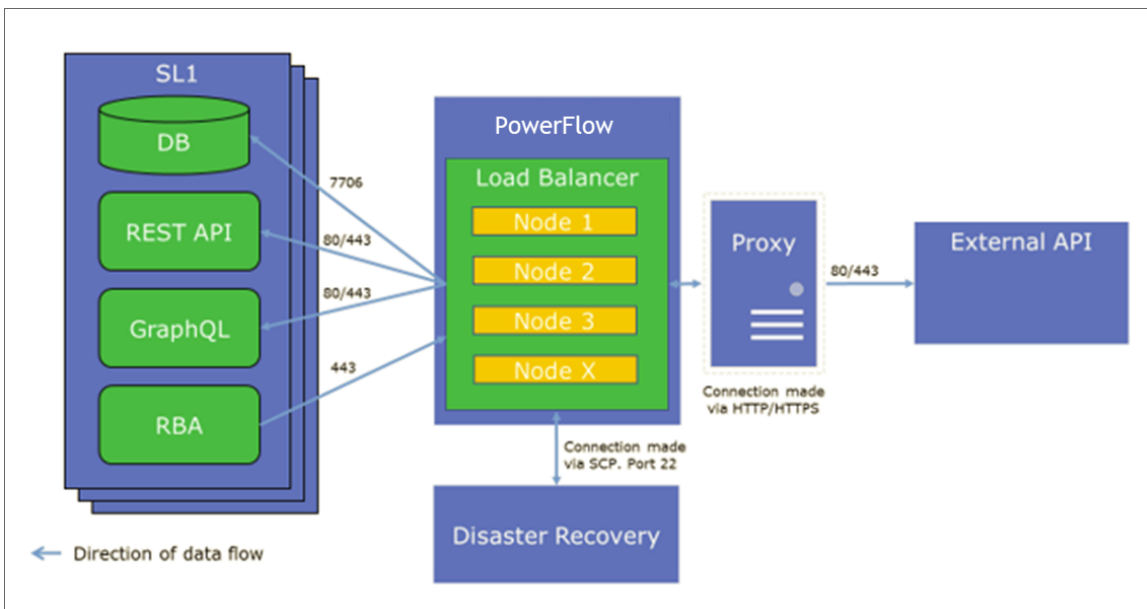 SL1
DB
REST API
GraphQL
RBA
7706
80/443
80/443
443
PowerFlow
Load Balancer
Node 1
Node 2
Node 3
Node X
Proxy
Connection made
via HTTP/HTTPS
80/443
External API
Connection made
via SCP. Port 22
Disaster Recovery
Direction of data flow